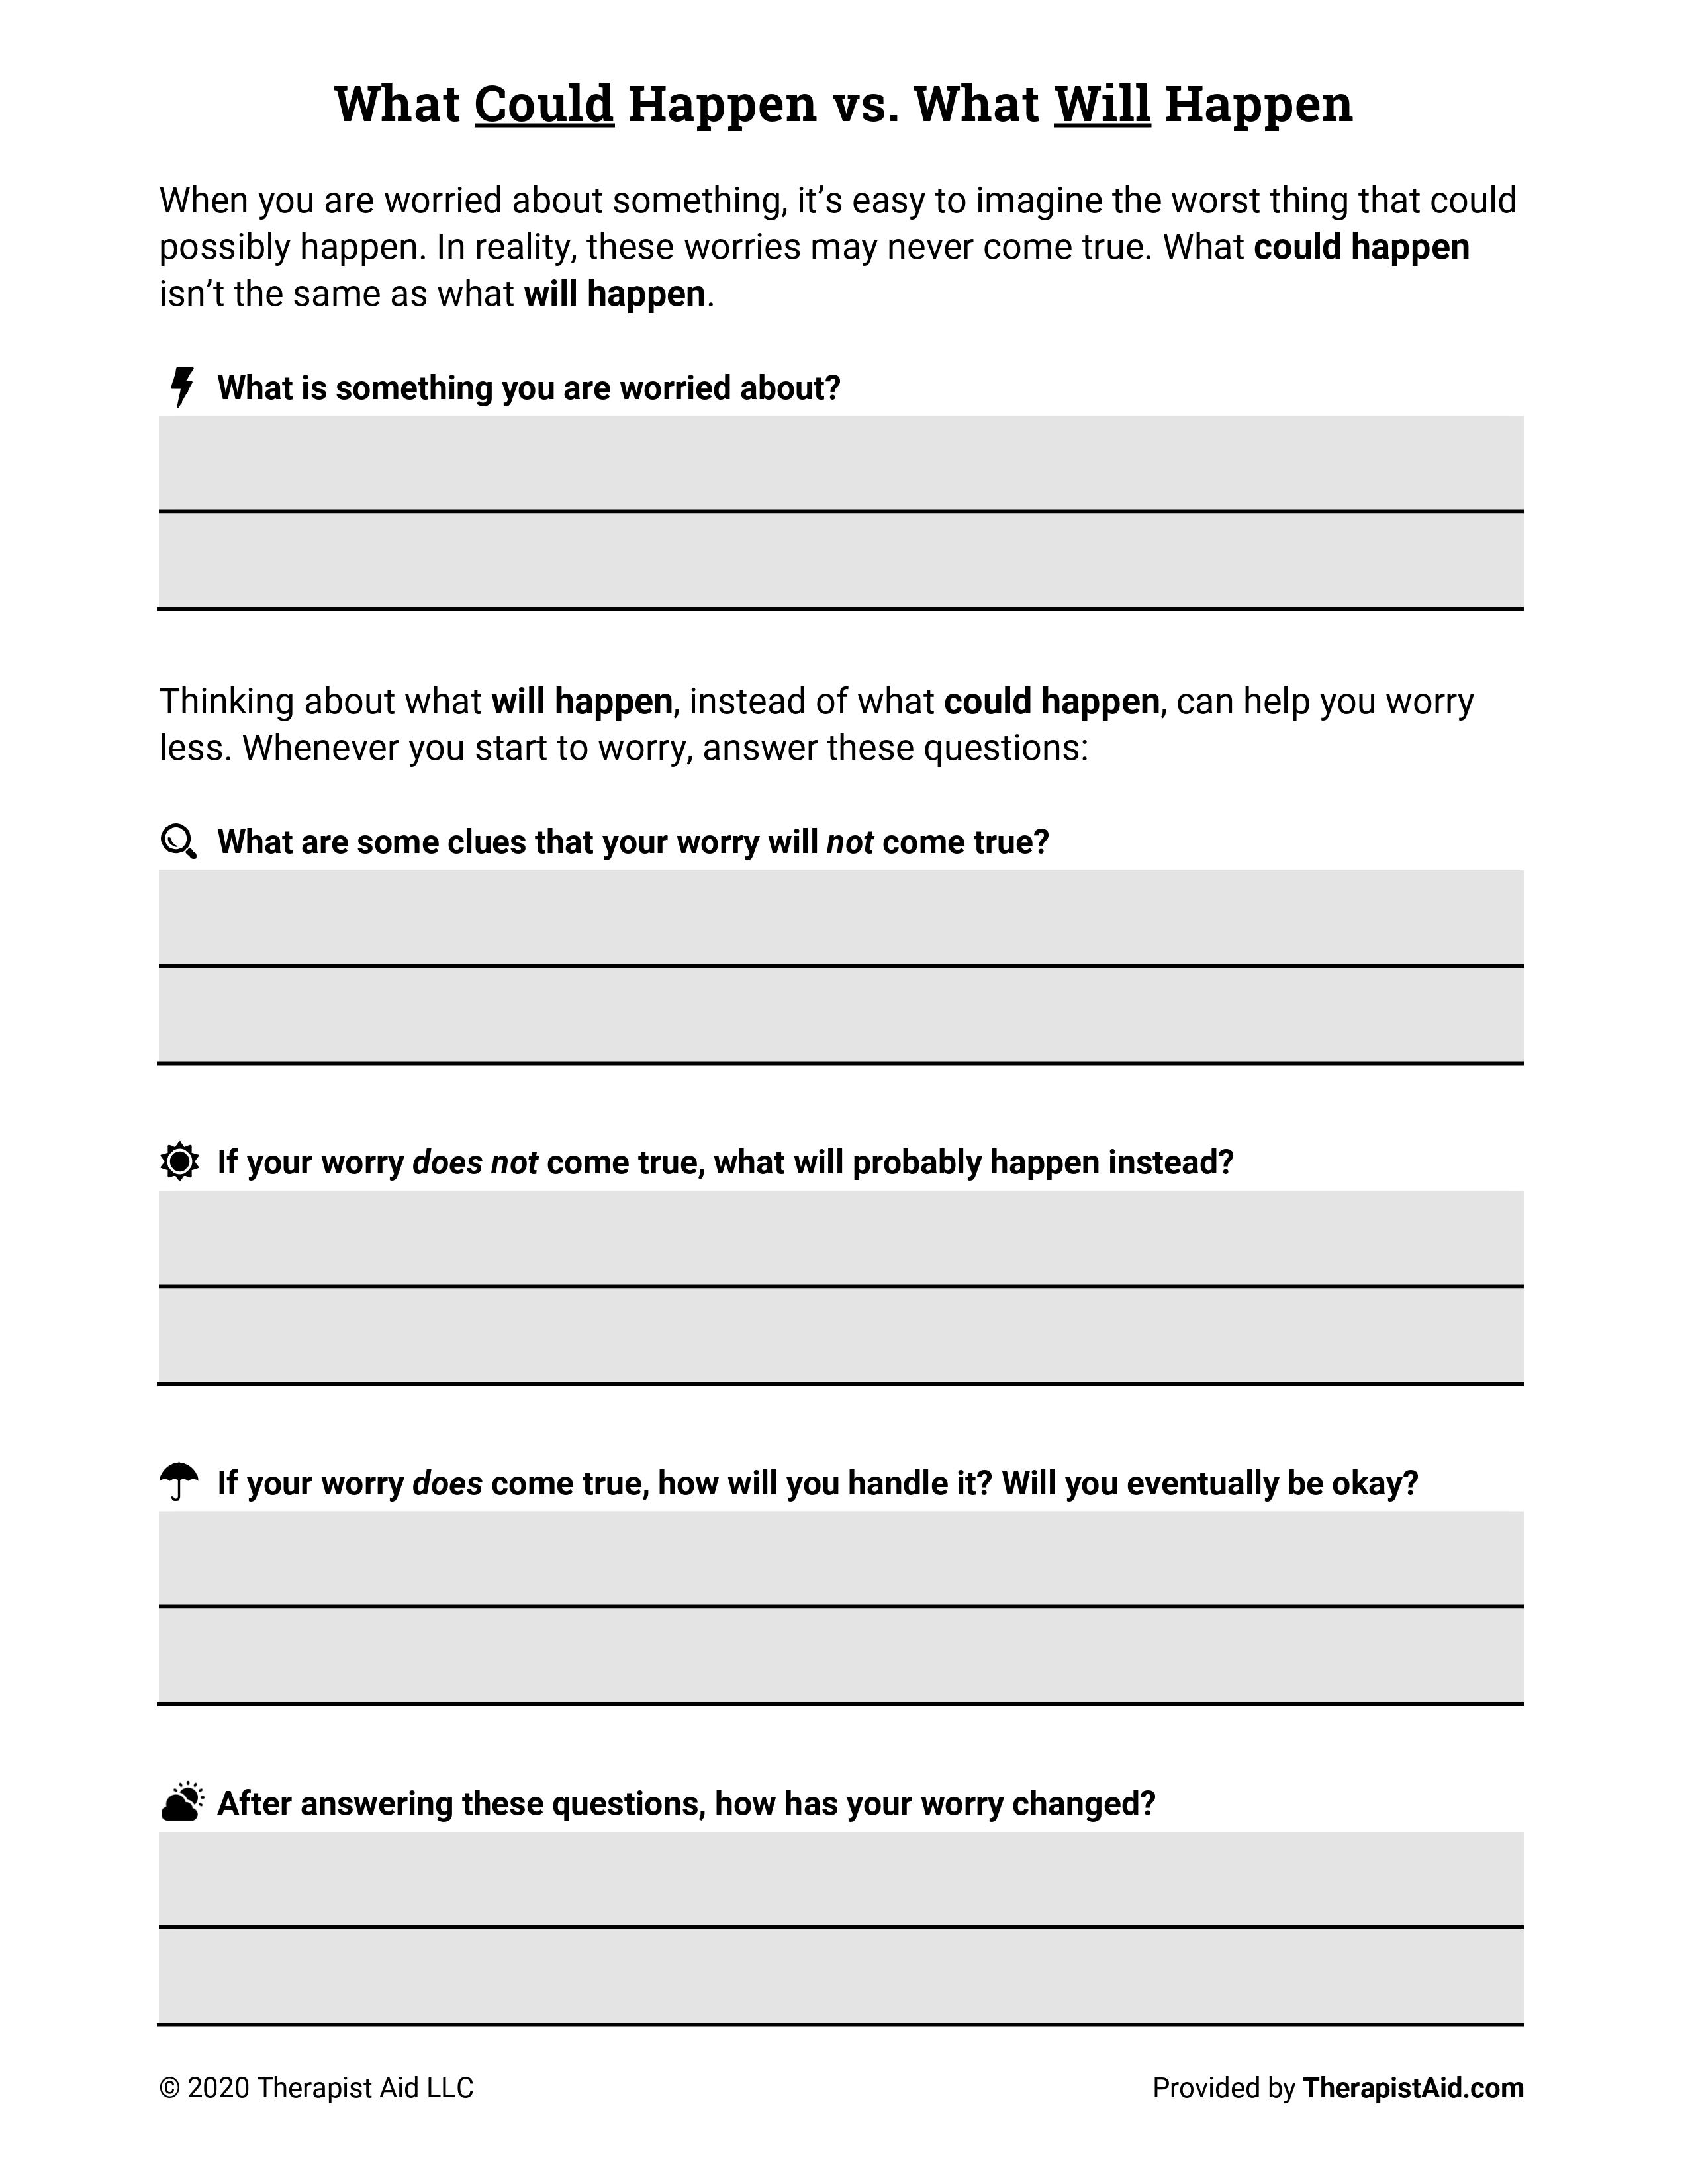 What Could Happen vs. What Will Happen
When you are worried about something, it’s easy to imagine the worst thing that could
possibly happen. In reality, these worries may never come true. What could happen
isn’t the same as what will happen.
What is something you are worried about?
Thinking about what will happen, instead of what could happen, can help you worry
less. Whenever you start to worry, answer these questions:
What are some clues that your worry will not come true?
If your worry does not come true, what will probably happen instead?
If your worry does come true, how will you handle it? Will you eventually be okay?
After answering these questions, how has your worry changed?
© 2020 Therapist Aid LLC
Provided by TherapistAid.com